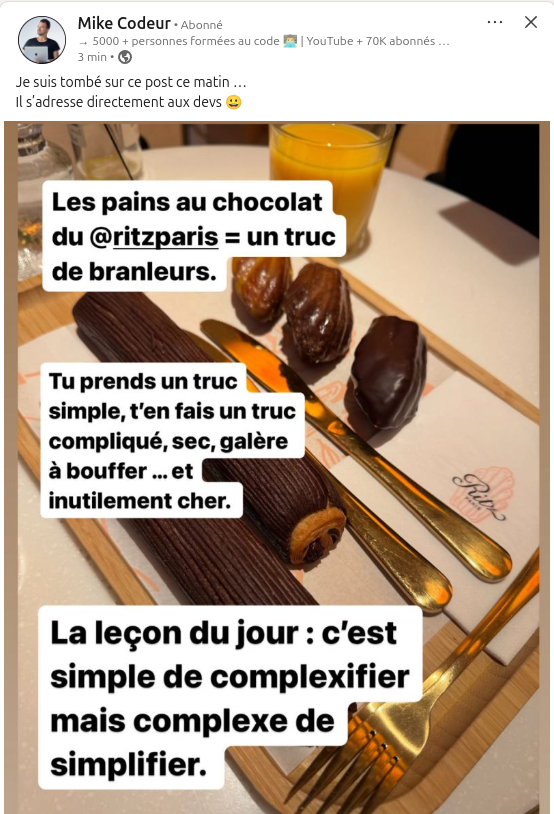 Mike Codeur • Abonné
→ 5000 + personnes formées au code 👨‍💻 | YouTube + 70K abonnés …
3 min •
Je suis tombé sur ce post ce matin …
Il s’adresse directement aux devs 😀
Les pains au chocolat
du @ritzparis = un truc
de branleurs.
Tu prends un truc
simple, t’en fais un truc
compliqué, sec, galère
à bouffer ... et
inutilement cher.
Ritz
PARIS
La leçon du jour : c’est
simple de complexifier
mais complexe de
simplifier.